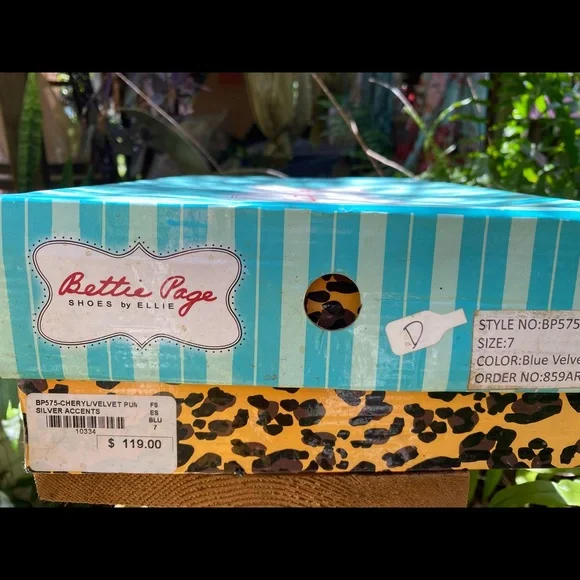 Bettie Page
SHOES by ELLIE
D
STYLE NO:BP575
SIZE:7
COLOR:Blue Velve
ORDER NO:859AR
BP575-CHERYL/VELVET PUM
SILVER ACCENTS
FS
ES
BLU
7
10334
$ 119.00